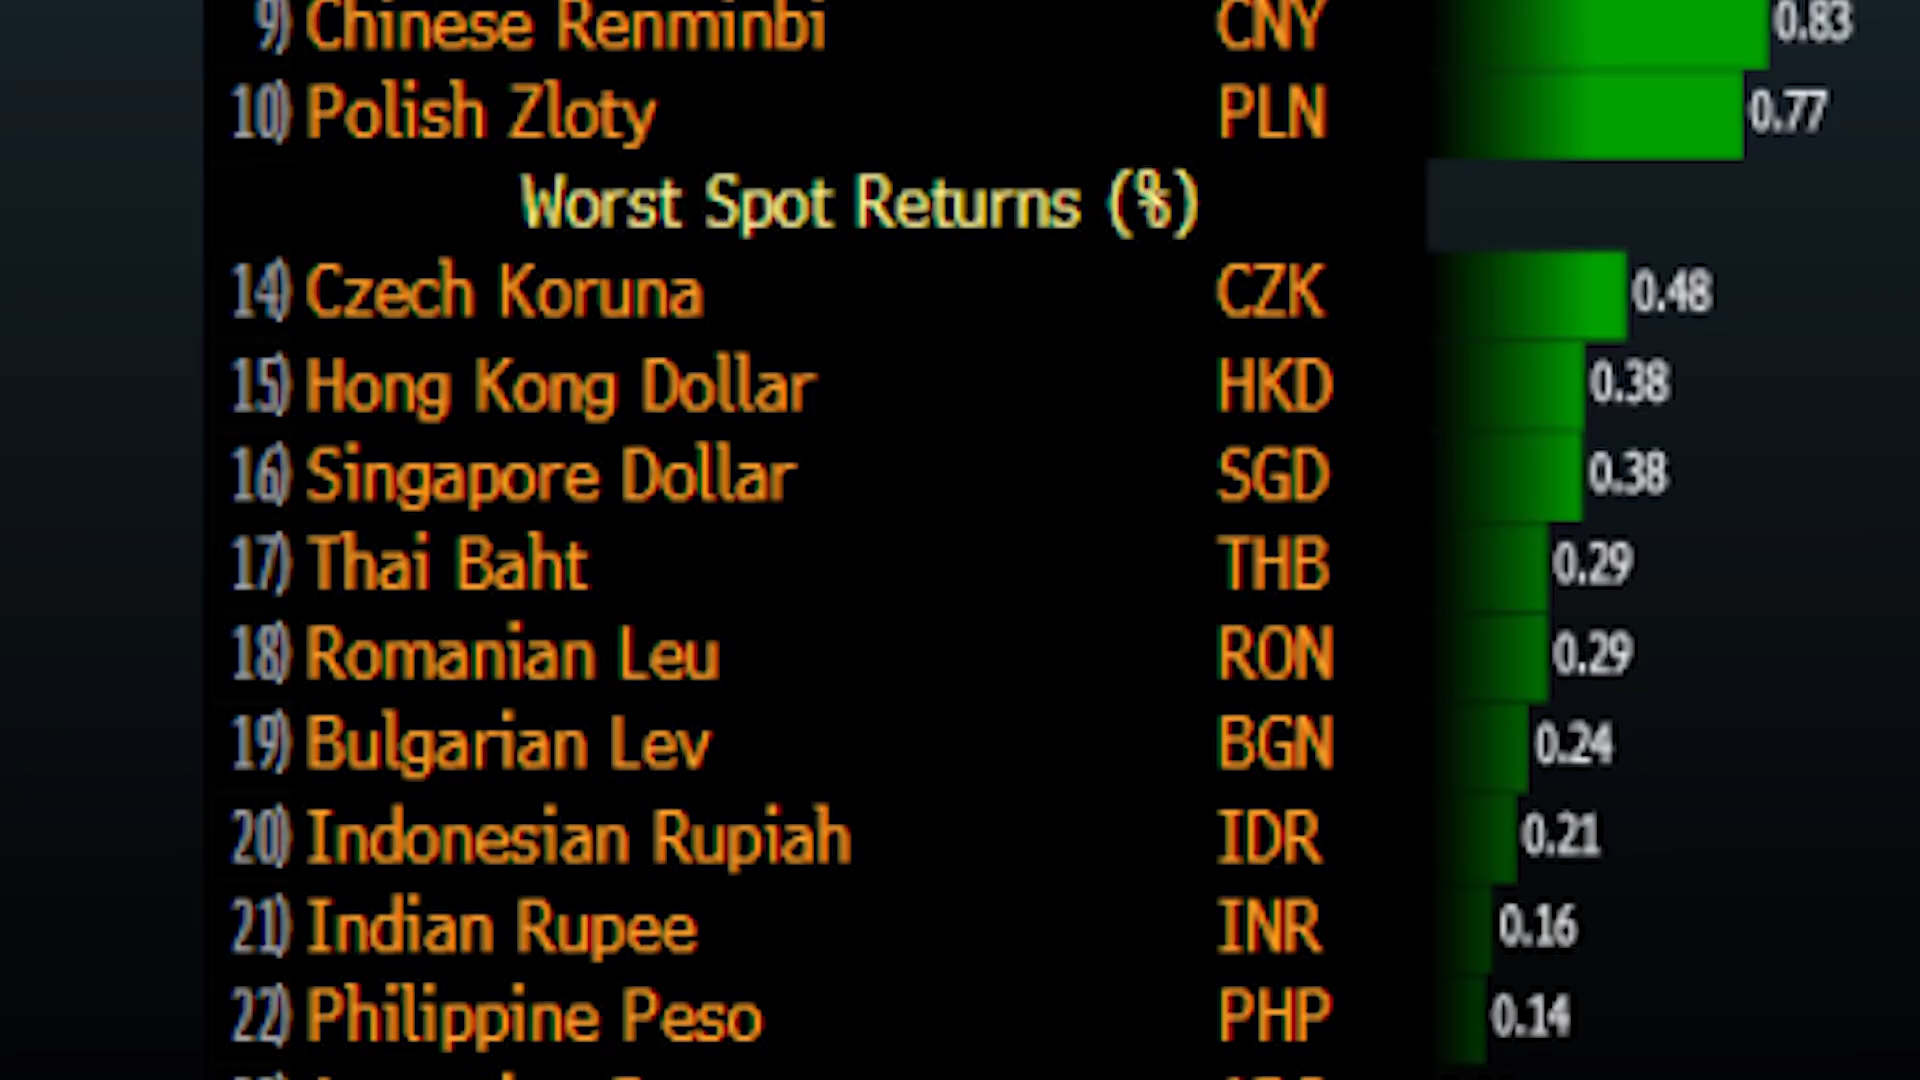 9) Chinese Renminbi CNY 0.83
10) Polish Zloty PLN 0.77
Worst Spot Returns (%)
14) Czech Koruna CZK 0.48
15) Hong Kong Dollar HKD 0.38
16) Singapore Dollar SGD 0.38
17) Thai Baht THB 0.29
18) Romanian Leu RON 0.29
19) Bulgarian Lev BGN 0.24
20) Indonesian Rupiah IDR 0.21
21) Indian Rupee INR 0.16
22) Philippine Peso PHP 0.14